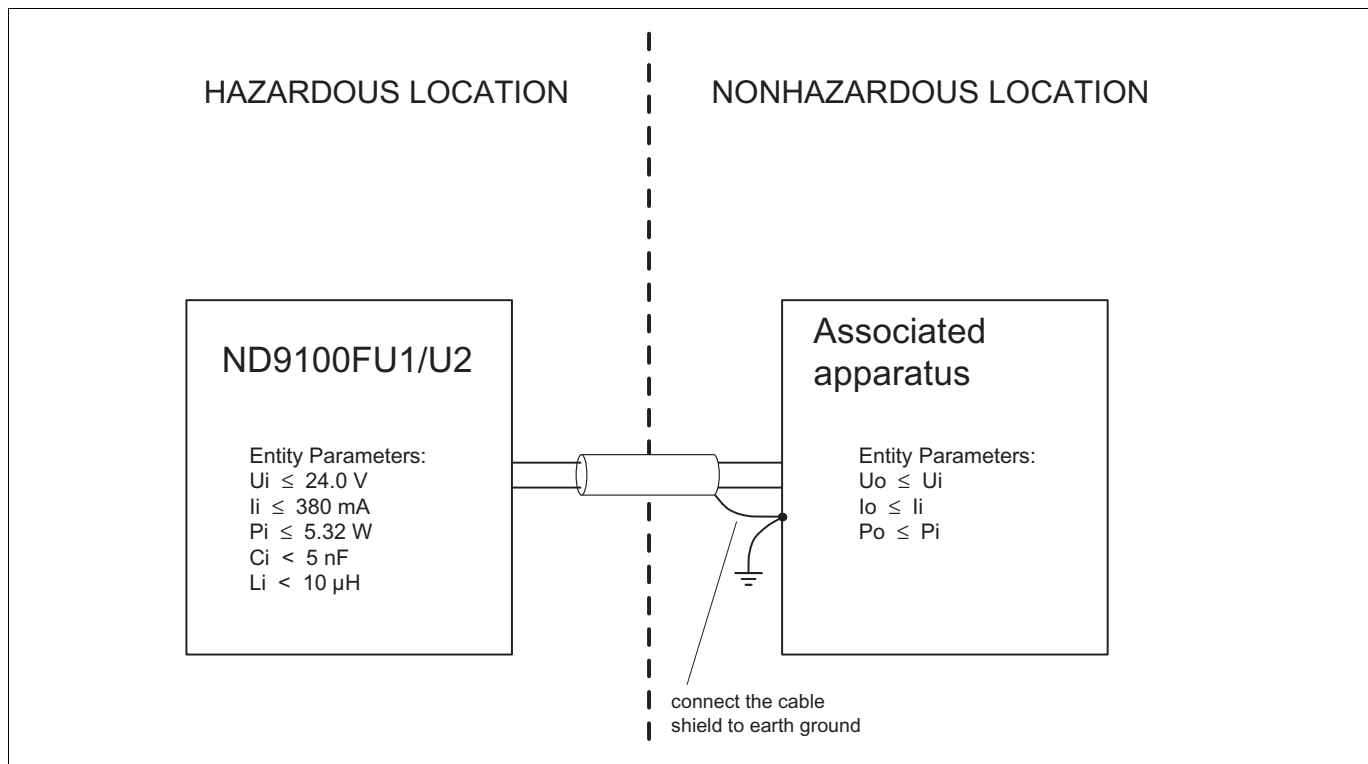 HAZARDOUS LOCATION
NONHAZARDOUS LOCATION
ND9100FU1/U2
Entity Parameters:
Ui ≤ 24.0 V
Ii ≤ 380 mA
Pi ≤ 5.32 W
Ci < 5 nF
Li < 10 µH
Associated
apparatus
Entity Parameters:
Uo ≤ Ui
Io ≤ Ii
Po ≤ Pi
connect the cable
shield to earth ground